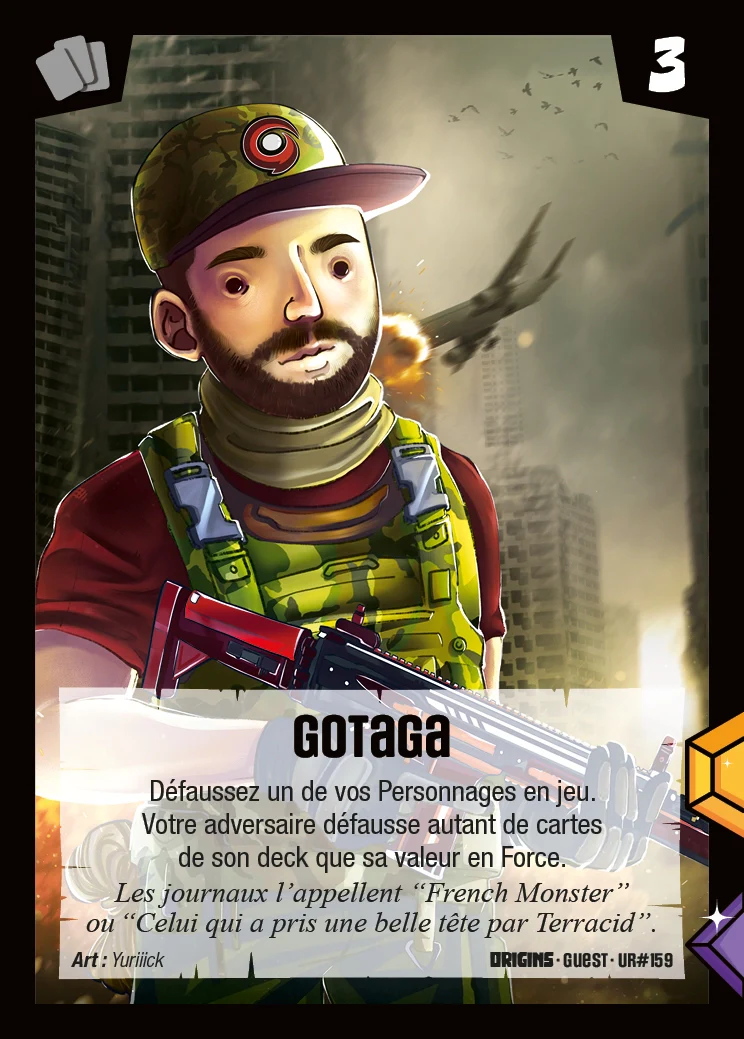 3
GOTAGA
Défaussez un de vos Personnages en jeu.
Votre adversaire défausse autant de cartes
de son deck que sa valeur en Force.
Les journaux l’appellent “French Monster”
ou “Celui qui a pris une belle tête par Terracid”.
Art : Yuriiick
ORIGINS · GUEST · UR#159